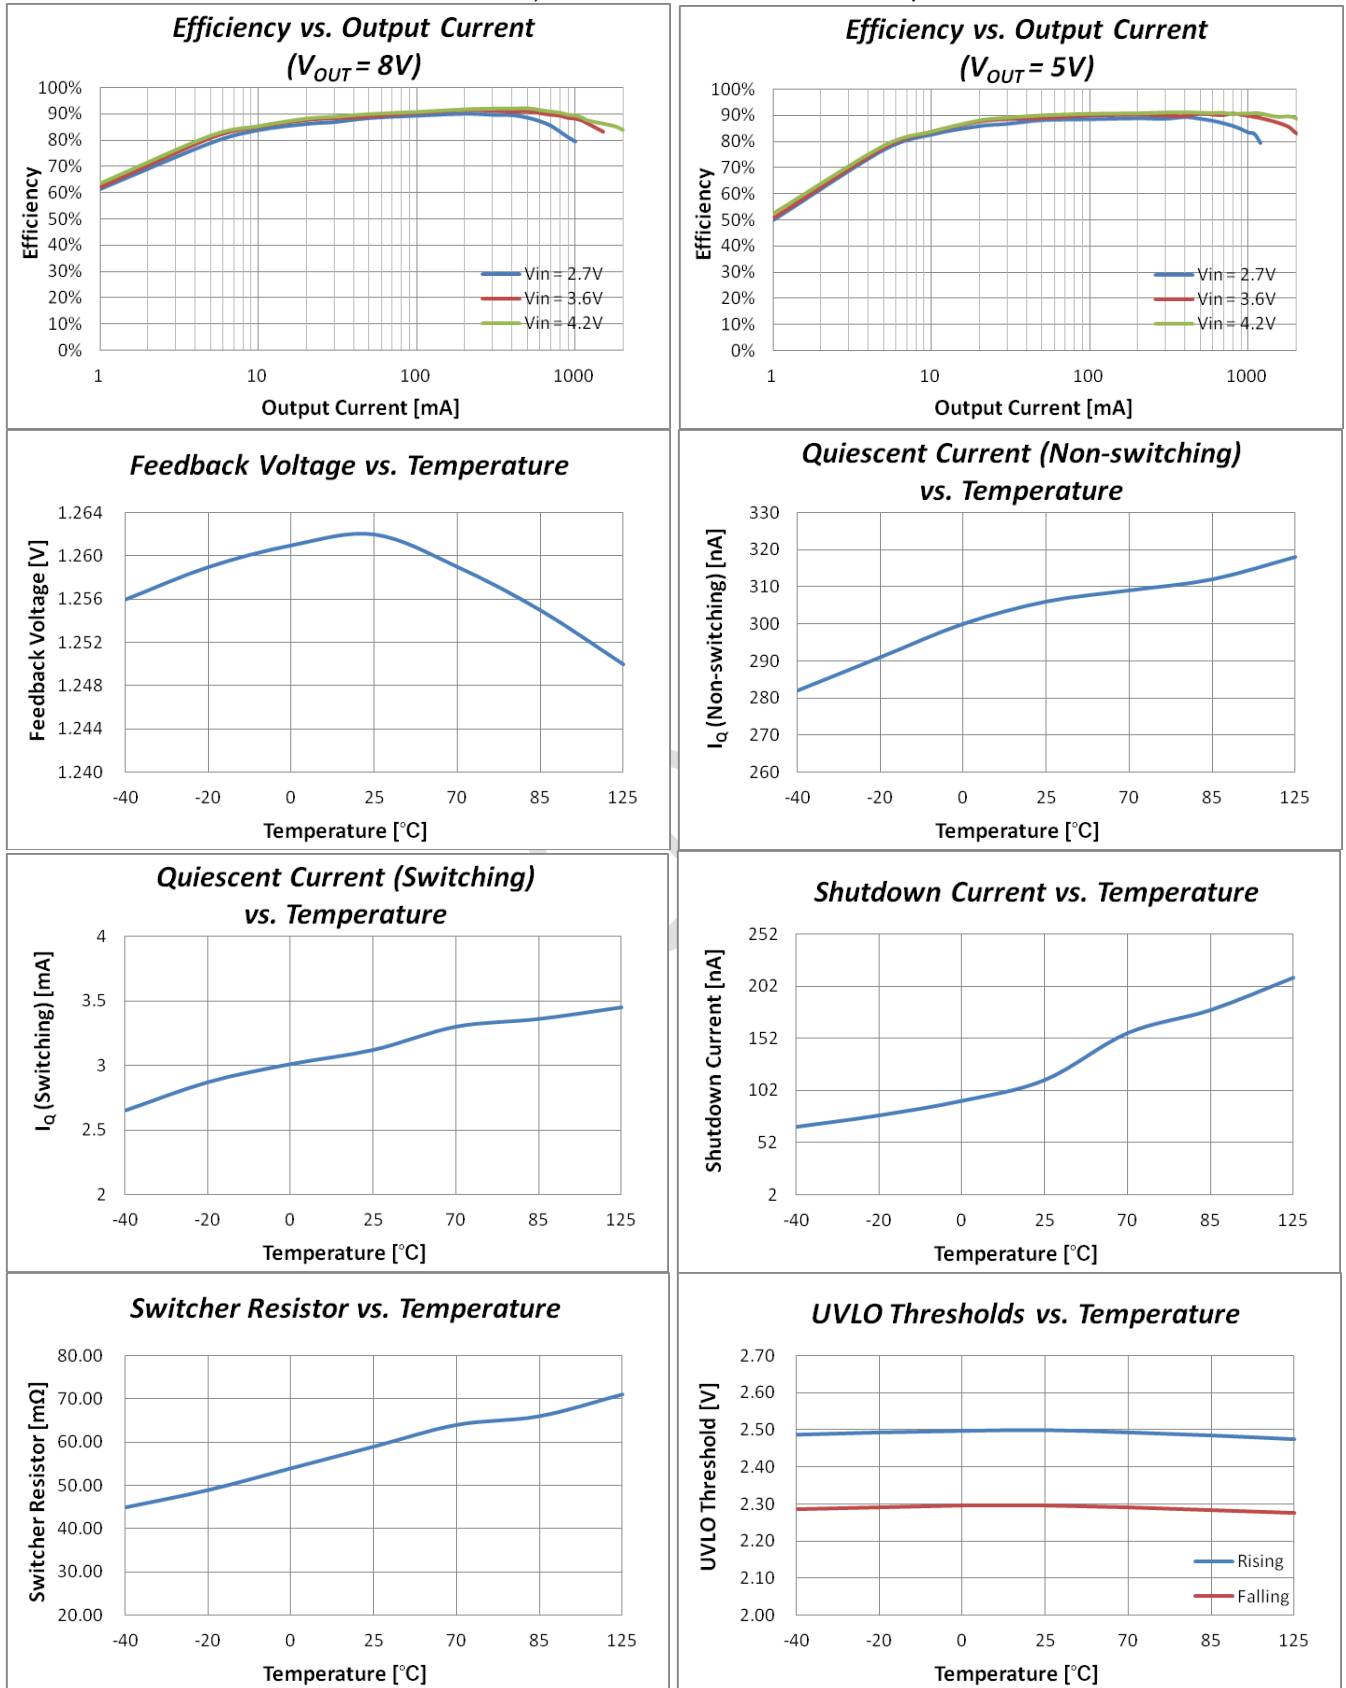 Efficiency vs. Output Current
(VOUT = 8V)
100%
90%
80%
70%
60%
50%
40%
30%
20%
10%
0%
Efficiency
Vin = 2.7V
Vin = 3.6V
Vin = 4.2V
1 10 100 1000
Output Current [mA]
Efficiency vs. Output Current
(VOUT = 5V)
100%
90%
80%
70%
60%
50%
40%
30%
20%
10%
0%
Efficiency
Vin = 2.7V
Vin = 3.6V
Vin = 4.2V
1 10 100 1000
Output Current [mA]
Feedback Voltage vs. Temperature
1.264
1.260
1.256
1.252
1.248
1.244
1.240
Feedback Voltage [V]
-40 -20 0 25 70 85 125
Temperature [°C]
Quiescent Current (Non-switching)
vs. Temperature
330
320
310
300
290
280
270
260
IQ (Non-switching) [nA]
-40 -20 0 25 70 85 125
Temperature [°C]
Quiescent Current (Switching)
vs. Temperature
4
3.5
3
2.5
2
IQ (Switching) [mA]
-40 -20 0 25 70 85 125
Temperature [°C]
Shutdown Current vs. Temperature
252
202
152
102
52
2
Shutdown Current [nA]
-40 -20 0 25 70 85 125
Temperature [°C]
Switcher Resistor vs. Temperature
80.00
70.00
60.00
50.00
40.00
30.00
20.00
Switcher Resistor [mΩ]
-40 -20 0 25 70 85 125
Temperature [°C]
UVLO Thresholds vs. Temperature
2.70
2.60
2.50
2.40
2.30
2.20
2.10
2.00
UVLO Threshold [V]
Rising
Falling
-40 -20 0 25 70 85 125
Temperature [°C]